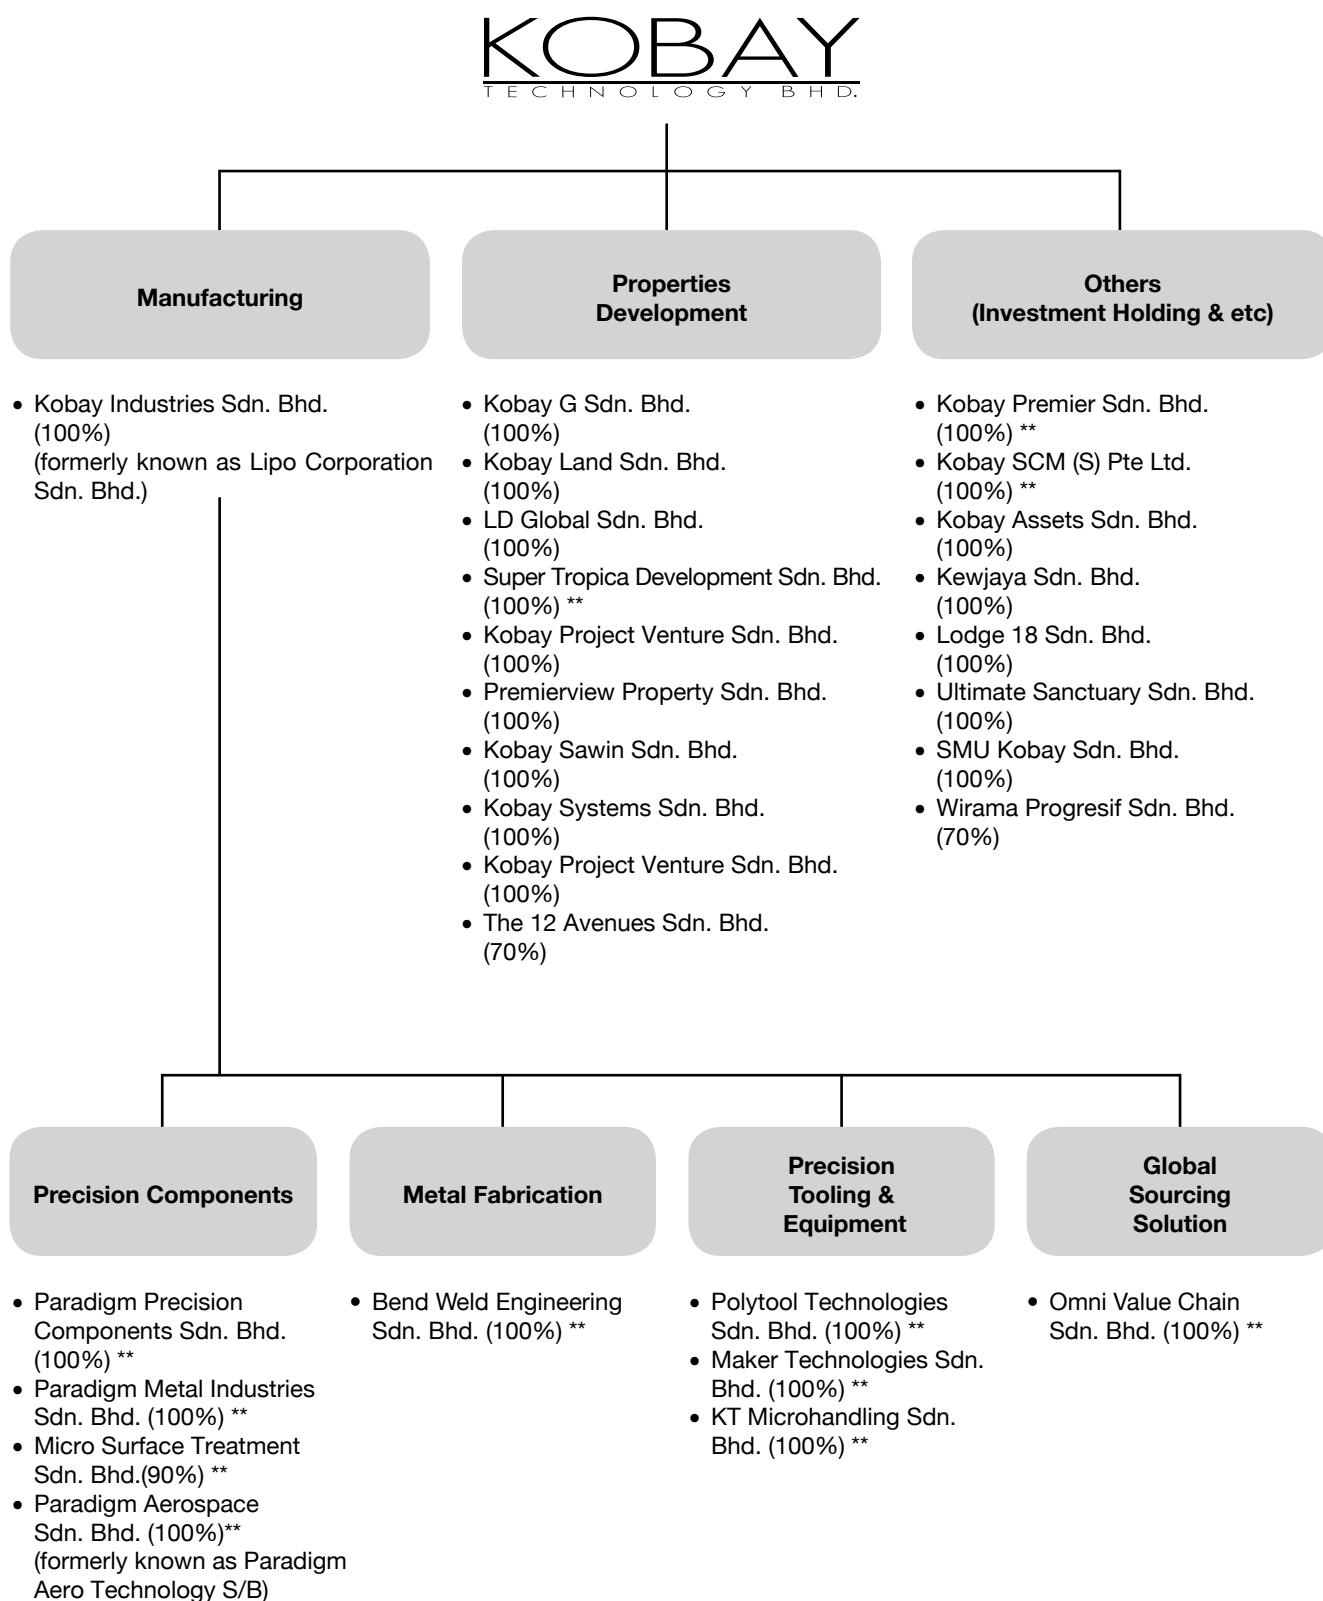 KOBAY
TECHNOLOGY BHD.
Manufacturing
Properties
Development
Others
(Investment Holding & etc)
• Kobay Industries Sdn. Bhd.
(100%)
(formerly known as Lipo Corporation
Sdn. Bhd.)
• Kobay G Sdn. Bhd.
(100%)
• Kobay Land Sdn. Bhd.
(100%)
• LD Global Sdn. Bhd.
(100%)
• Super Tropica Development Sdn. Bhd.
(100%) **
• Kobay Project Venture Sdn. Bhd.
(100%)
• Premierview Property Sdn. Bhd.
(100%)
• Kobay Sawin Sdn. Bhd.
(100%)
• Kobay Systems Sdn. Bhd.
(100%)
• Kobay Project Venture Sdn. Bhd.
(100%)
• The 12 Avenues Sdn. Bhd.
(70%)
• Kobay Premier Sdn. Bhd.
(100%) **
• Kobay SCM (S) Pte Ltd.
(100%) **
• Kobay Assets Sdn. Bhd.
(100%)
• Kewjaya Sdn. Bhd.
(100%)
• Lodge 18 Sdn. Bhd.
(100%)
• Ultimate Sanctuary Sdn. Bhd.
(100%)
• SMU Kobay Sdn. Bhd.
(100%)
• Wirama Progresif Sdn. Bhd.
(70%)
Precision Components
Metal Fabrication
Precision
Tooling &
Equipment
Global
Sourcing
Solution
• Paradigm Precision
Components Sdn. Bhd.
(100%) **
• Paradigm Metal Industries
Sdn. Bhd. (100%) **
• Micro Surface Treatment
Sdn. Bhd.(90%) **
• Paradigm Aerospace
Sdn. Bhd. (100%)**
(formerly known as Paradigm
Aero Technology S/B)
• Bend Weld Engineering
Sdn. Bhd. (100%) **
• Polytool Technologies
Sdn. Bhd. (100%) **
• Maker Technologies Sdn.
Bhd. (100%) **
• KT Microhandling Sdn.
Bhd. (100%) **
• Omni Value Chain
Sdn. Bhd. (100%) **